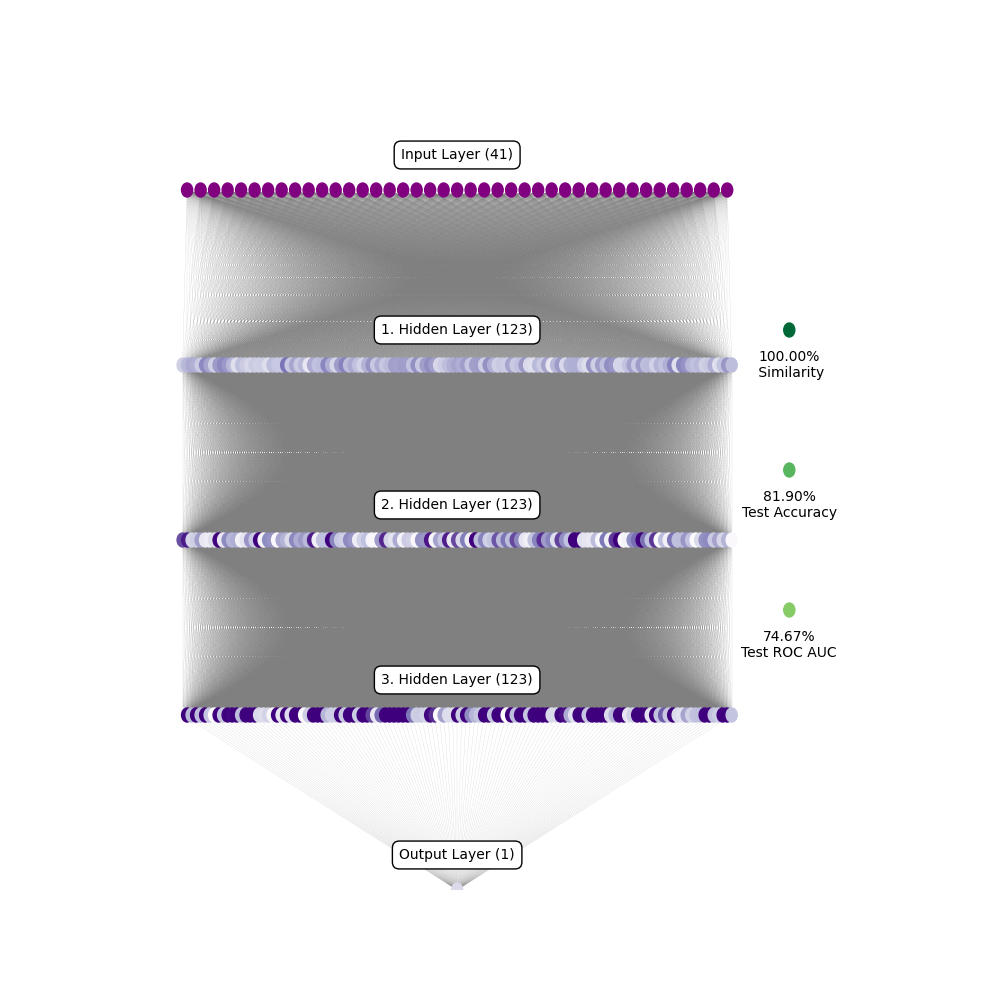 Input Layer (41)
1. Hidden Layer (123)
100.00%
Similarity
2. Hidden Layer (123)
81.90%
Test Accuracy
3. Hidden Layer (123)
74.67%
Test ROC AUC
Output Layer (1)